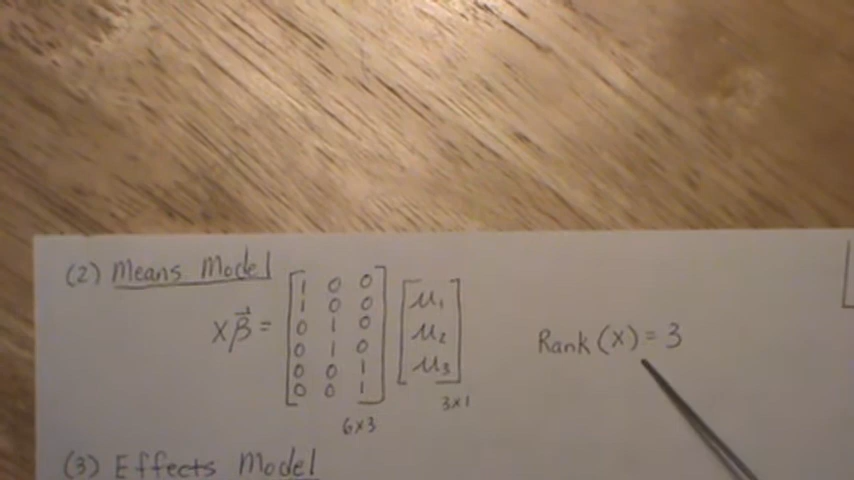 (2) Means Model
Xβ⃗ = [1 0 0
1 0 0
0 1 0
0 1 0
0 0 1
0 0 1] [μ₁
μ₂
μ₃]
6x3
3x1
Rank (X) = 3
(3) Effects Model